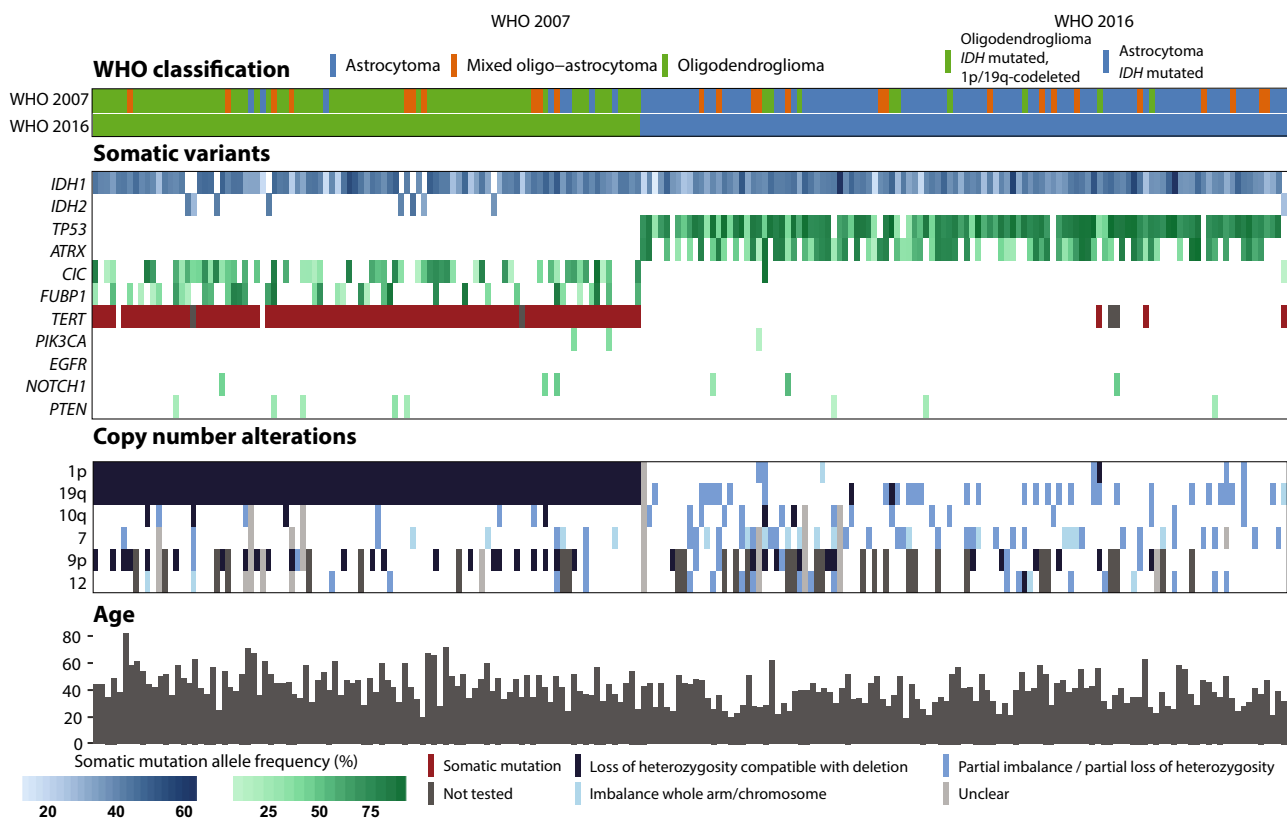 WHO 2007
WHO 2016
WHO classification
Astrocytoma
Mixed oligo–astrocytoma
Oligodendroglioma
Oligodendroglioma
IDH mutated,
1p/19q-codeleted
Astrocytoma
IDH mutated
WHO 2007
WHO 2016
Somatic variants
IDH1
IDH2
TP53
ATRX
CIC
FUBP1
TERT
PIK3CA
EGFR
NOTCH1
PTEN
Copy number alterations
1p
19q
10q
7
9p
12
Age
80
60
40
20
0
Somatic mutation allele frequency (%)
20 40 60
25 50 75
Somatic mutation
Not tested
Loss of heterozygosity compatible with deletion
Imbalance whole arm/chromosome
Partial imbalance / partial loss of heterozygosity
Unclear